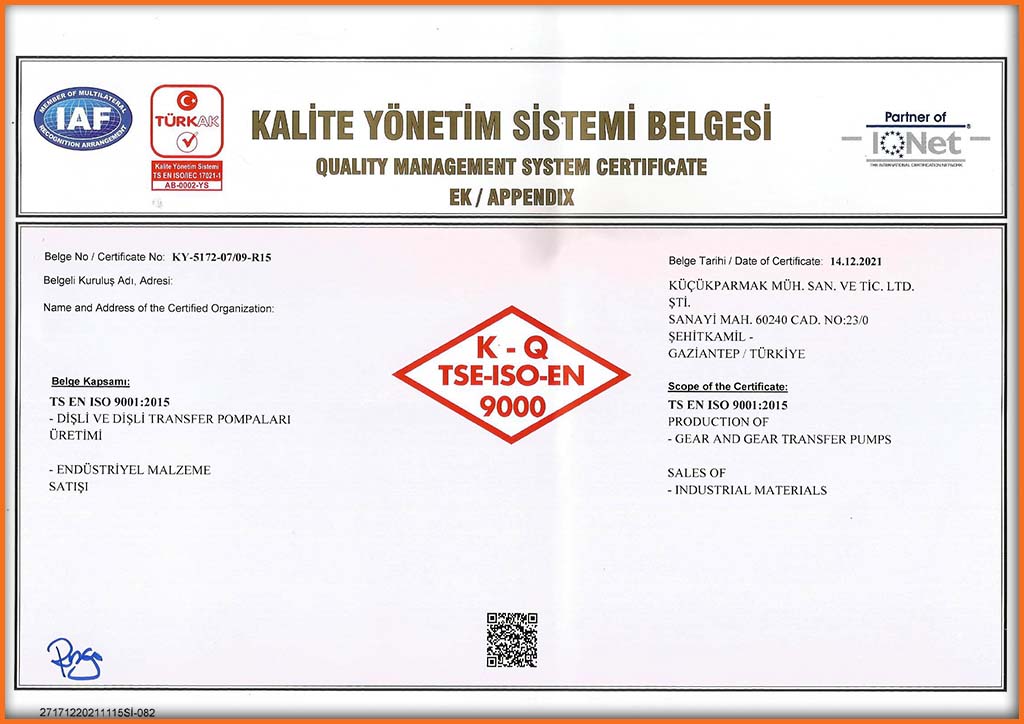 MEMBER OF MULTILATERAL
IAF
RECOGNITION ARRANGEMENT
TÜRKAK
Kalite Yönetim Sistemi
TS EN ISO/IEC 17021-1
AB-0002-YS
KALİTE YÖNETİM SİSTEMİ BELGESİ
QUALITY MANAGEMENT SYSTEM CERTIFICATE
EK / APPENDIX
Partner of
IQNet
THE INTERNATIONAL CERTIFICATION NETWORK
Belge No / Certificate No: KY-5172-07/09-R15
Belgeli Kuruluş Adı, Adresi:
Name and Address of the Certified Organization:
Belge Tarihi / Date of Certificate: 14.12.2021
KÜÇÜKPARMAK MÜH. SAN. VE TİC. LTD.
ŞTİ.
SANAYİ MAH. 60240 CAD. NO:23/0
ŞEHİTKAMİL -
GAZİANTEP / TÜRKİYE
K - Q
TSE-ISO-EN
9000
Belge Kapsamı:
TS EN ISO 9001:2015
- DİŞLİ VE DİŞLİ TRANSFER POMPALARI
ÜRETİMİ
- ENDÜSTRİYEL MALZEME
SATIŞI
Scope of the Certificate:
TS EN ISO 9001:2015
PRODUCTION OF
- GEAR AND GEAR TRANSFER PUMPS
SALES OF
- INDUSTRIAL MATERIALS
27171220211115Sİ-082